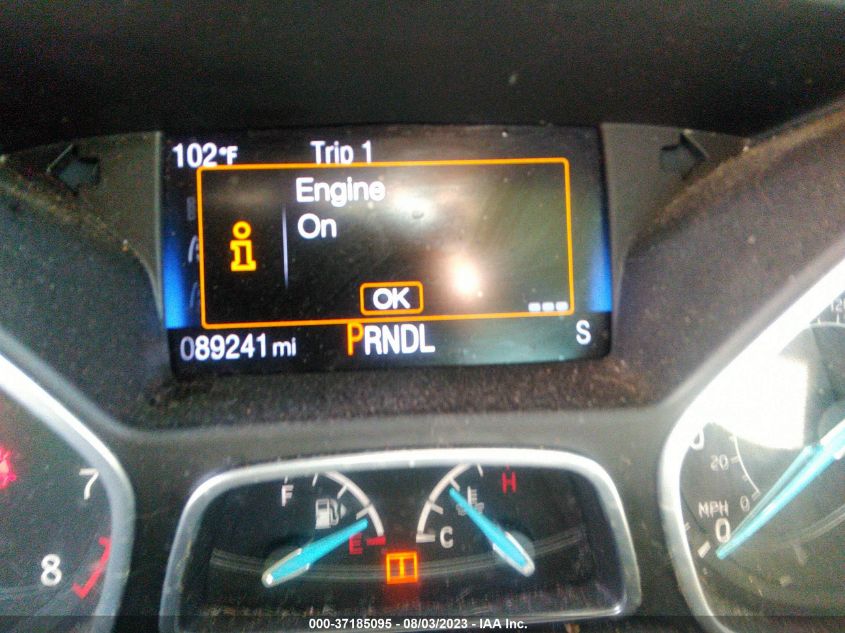 102°F Trip 1
Engine
On
OK
089241 mi PRNDL S
7
8
F
E
H
C
20
0
MPH
0
000-37185095 - 08/03/2023 - IAA Inc.